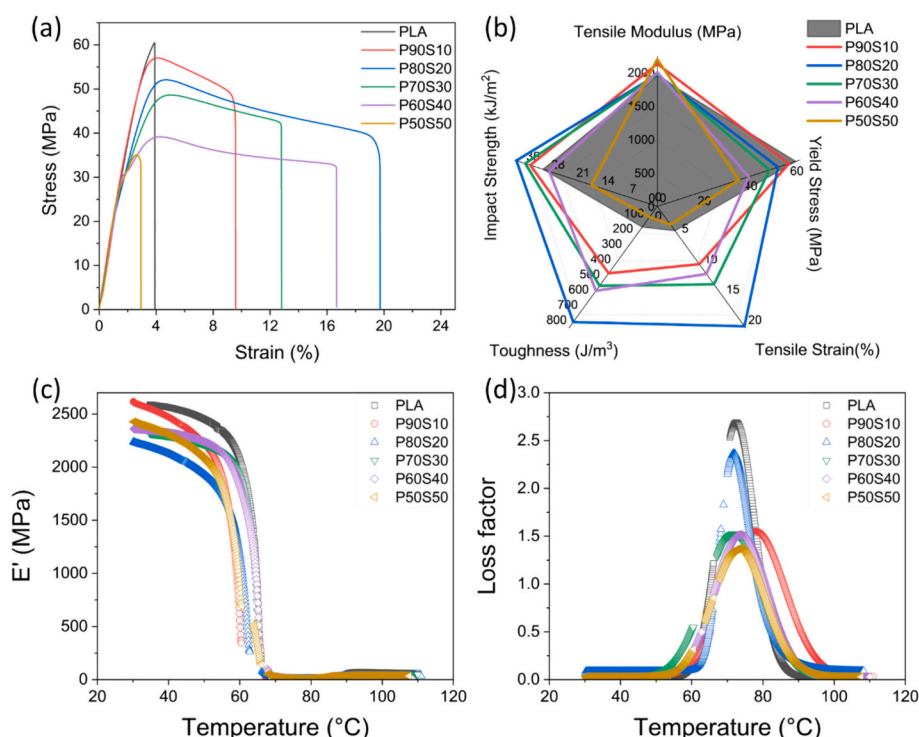 (a)
PLA
P90S10
P80S20
P70S30
P60S40
P50S50
Stress (MPa)
60
50
40
30
20
10
0
0 4 8 12 16 20 24
Strain (%)
(b)
Tensile Modulus (MPa)
PLA
P90S10
P80S20
P70S30
P60S40
P50S50
Impact Strength (kJ/m²)
Yield Stress (MPa)
1500
1000
500
28
21
14
7
20
40
60
100
200
300
400
500
600
700
800
5
10
15
20
Toughness (J/m³)
Tensile Strain(%)
(c)
PLA
P90S10
P80S20
P70S30
P60S40
P50S50
E' (MPa)
2500
2250
2000
1750
1500
1250
1000
750
500
250
0
20 40 60 80 100 120
Temperature (°C)
(d)
PLA
P90S10
P80S20
P70S30
P60S40
P50S50
Loss factor
3.0
2.5
2.0
1.5
1.0
0.5
0.0
20 40 60 80 100 120
Temperature (°C)